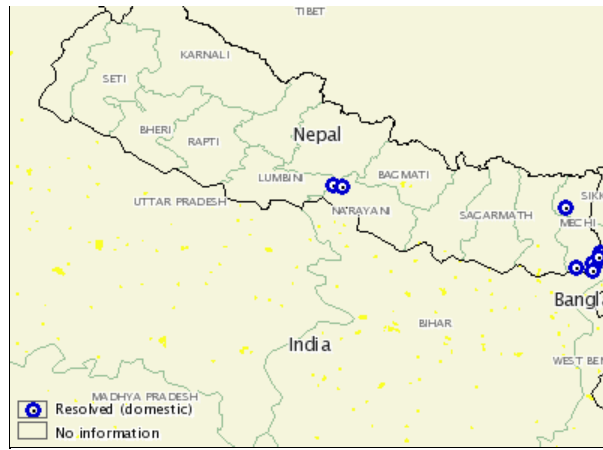 TIBET
KARNALI
SETI
BHERI
RAPTI
Nepal
LUMBINI
BAGMATI
UTTAR PRADESH
NARAYANI
SAGARMATH
SIKK
MECHI
Bangl
BIHAR
India
WEST BEN
MADHYA PRADESH
Resolved (domestic)
No information